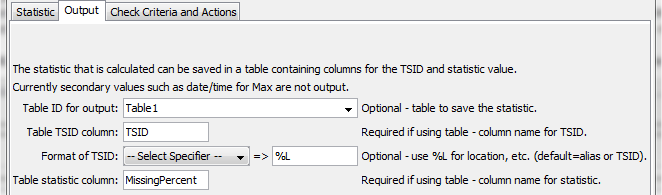 Statistic Output Check Criteria and Actions
The statistic that is calculated can be saved in a table containing columns for the TSID and statistic value.
Currently secondary values such as date/time for Max are not output.
Table ID for output: Table1 Optional - table to save the statistic.
Table TSID column: TSID Required if using table - column name for TSID.
Format of TSID: -- Select Specifier -- => %L Optional - use %L for location, etc. (default=alias or TSID).
Table statistic column: MissingPercent Required if using table - column name for statistic.